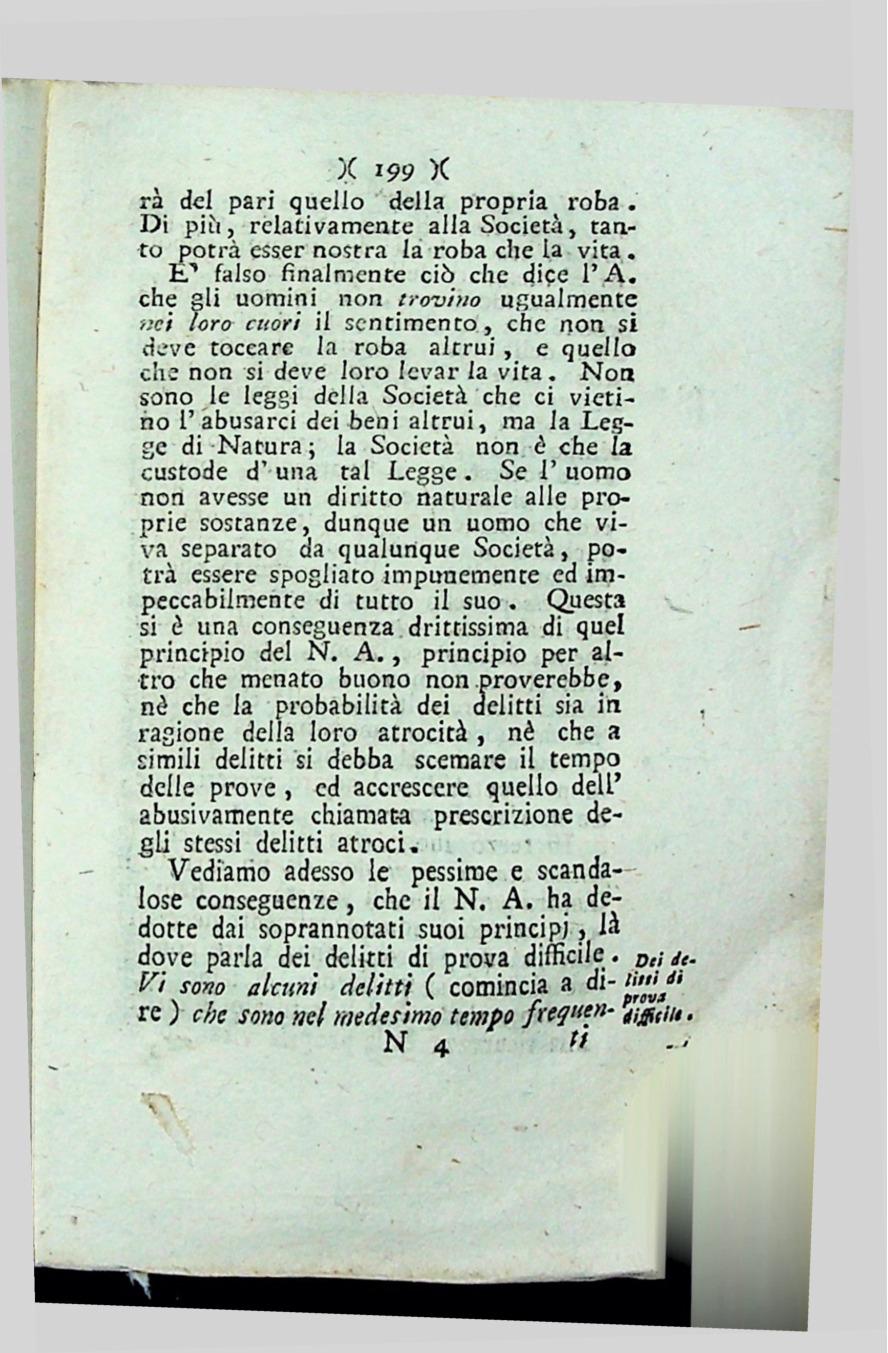 )( 199 )(
rà del pari quello della propria roba.
Di più, relativamente alla Società, tan-
to potrà esser nostra la roba che la vita.
E' falso finalmente ciò che dice l'A.
che gli uomini non trovino ugualmente
nei loro cuori il sentimento, che non si
deve toccare la roba altrui, e quello
che non si deve loro levar la vita. Non
sono le leggi della Società che ci vieti-
no l'abusarci dei beni altrui, ma la Leg-
ge di Natura; la Società non è che la
custode d'una tal Legge. Se l'uomo
non avesse un diritto naturale alle pro-
prie sostanze, dunque un uomo che vi-
va separato da qualunque Società, po-
trà essere spogliato impunemente ed im-
peccabilmente di tutto il suo. Questa
si è una conseguenza drittissima di quel
principio del N. A., principio per al-
tro che menato buono non proverebbe,
nè che la probabilità dei delitti sia in
ragione della loro atrocità, nè che a
simili delitti si debba scemare il tempo
delle prove, ed accrescere quello dell'
abusivamente chiamata prescrizione de-
gli stessi delitti atroci.
Vediamo adesso le pessime e scanda-
lose conseguenze, che il N. A. ha de-
dotte dai soprannotati suoi principj, là
dove parla dei delitti di prova difficile.
Vi sono alcuni delitti (comincia a di-
re) che sono nel medesimo tempo frequen-
Dei de-
litti di
prova
difficile.
N 4
ti